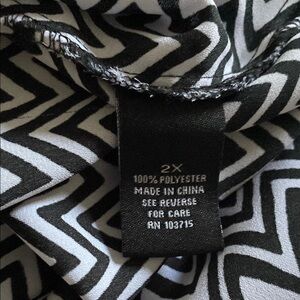 2X
100% POLYESTER
MADE IN CHINA
SEE REVERSE
FOR CARE
RN 103715